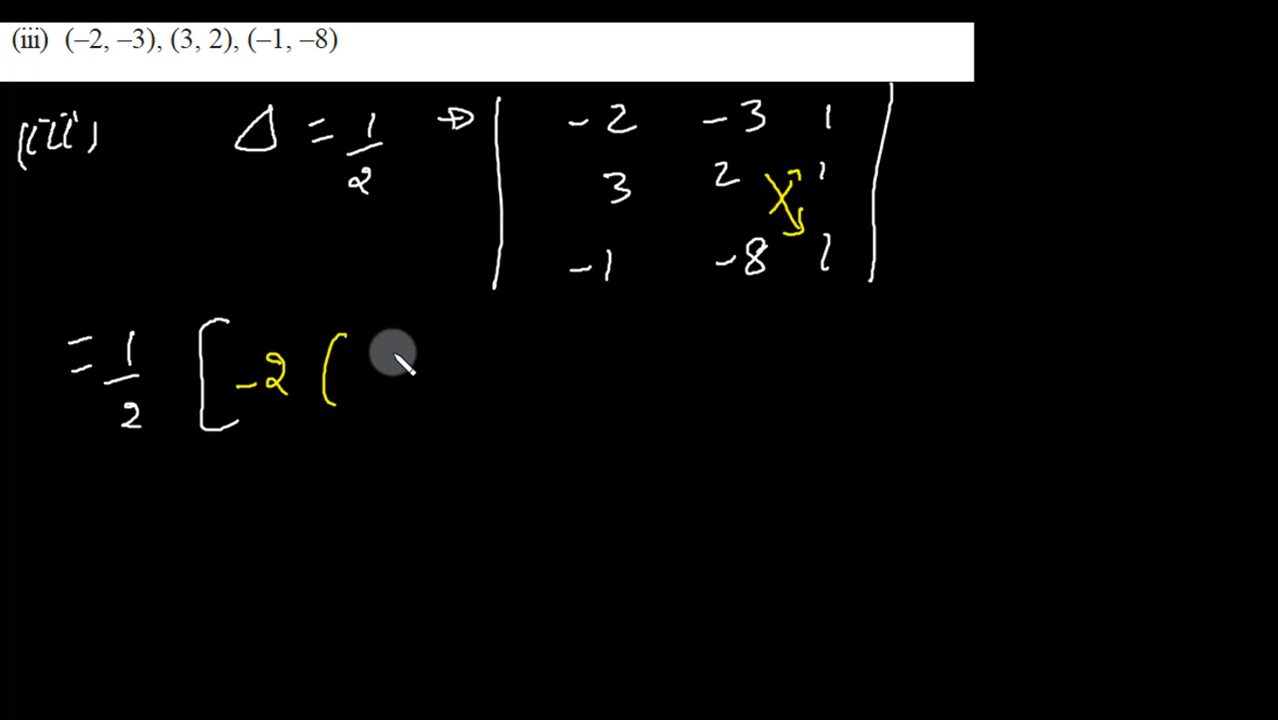 (iii) (–2, –3), (3, 2), (–1, –8)
(iii) Δ = 1/2 → | -2 -3 1
3 2 1
-1 -8 1 |
= 1/2 [ -2 (